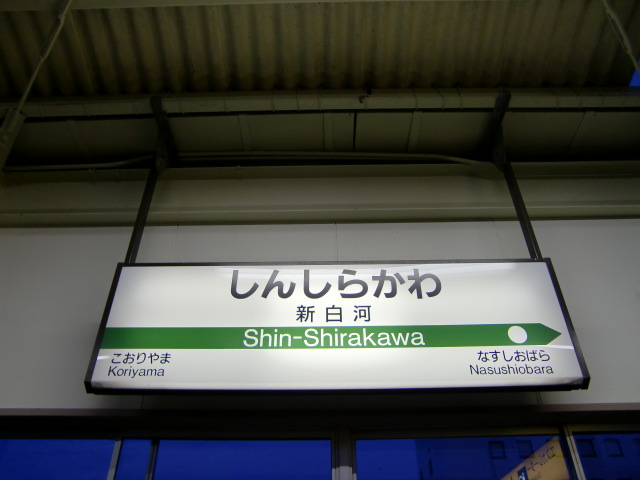 しんしらかわ
新白河
Shin-Shirakawa
こおりやま
Koriyama
なすしおばら
Nasushiobara